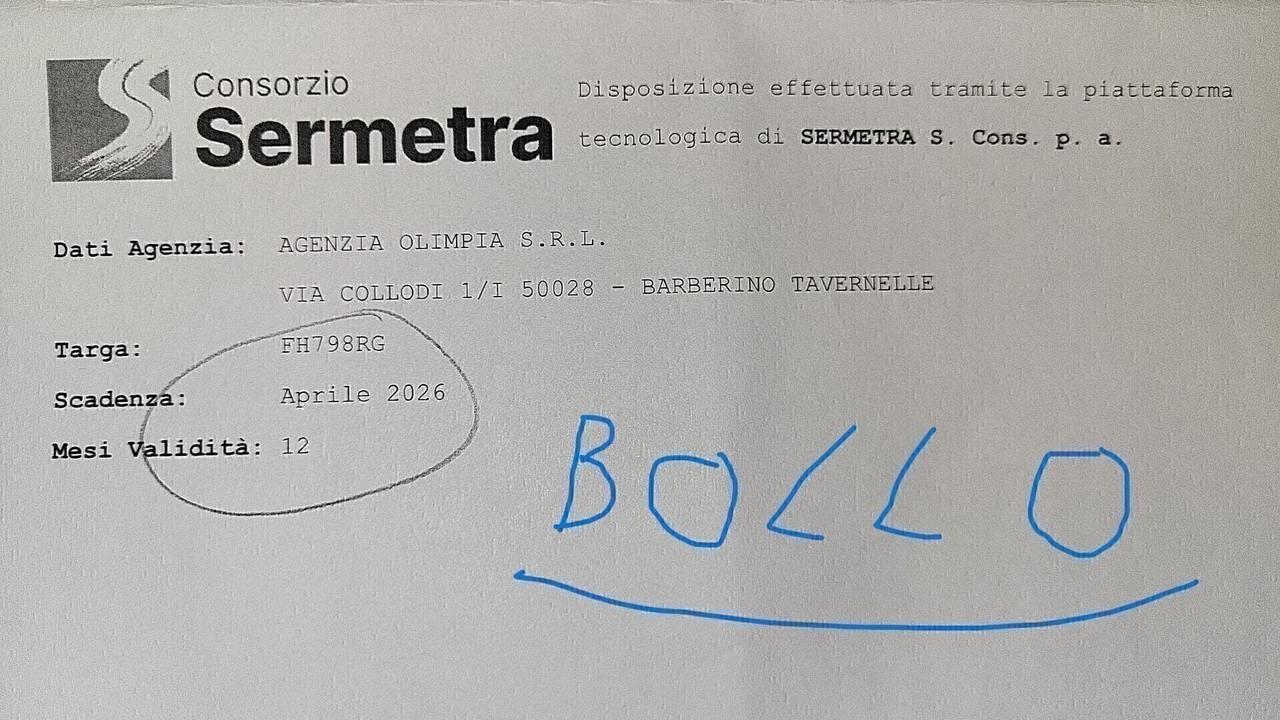 Consorzio
Sermetra
Disposizione effettuata tramite la piattaforma
tecnologica di SERMETRA S. Cons. p. a.
Dati Agenzia: AGENZIA OLIMPIA S.R.L.
VIA COLLODI 1/I 50028 - BARBERINO TAVERNELLE
Targa: FH798RG
Scadenza: Aprile 2026
Mesi Validità: 12
BOLLO